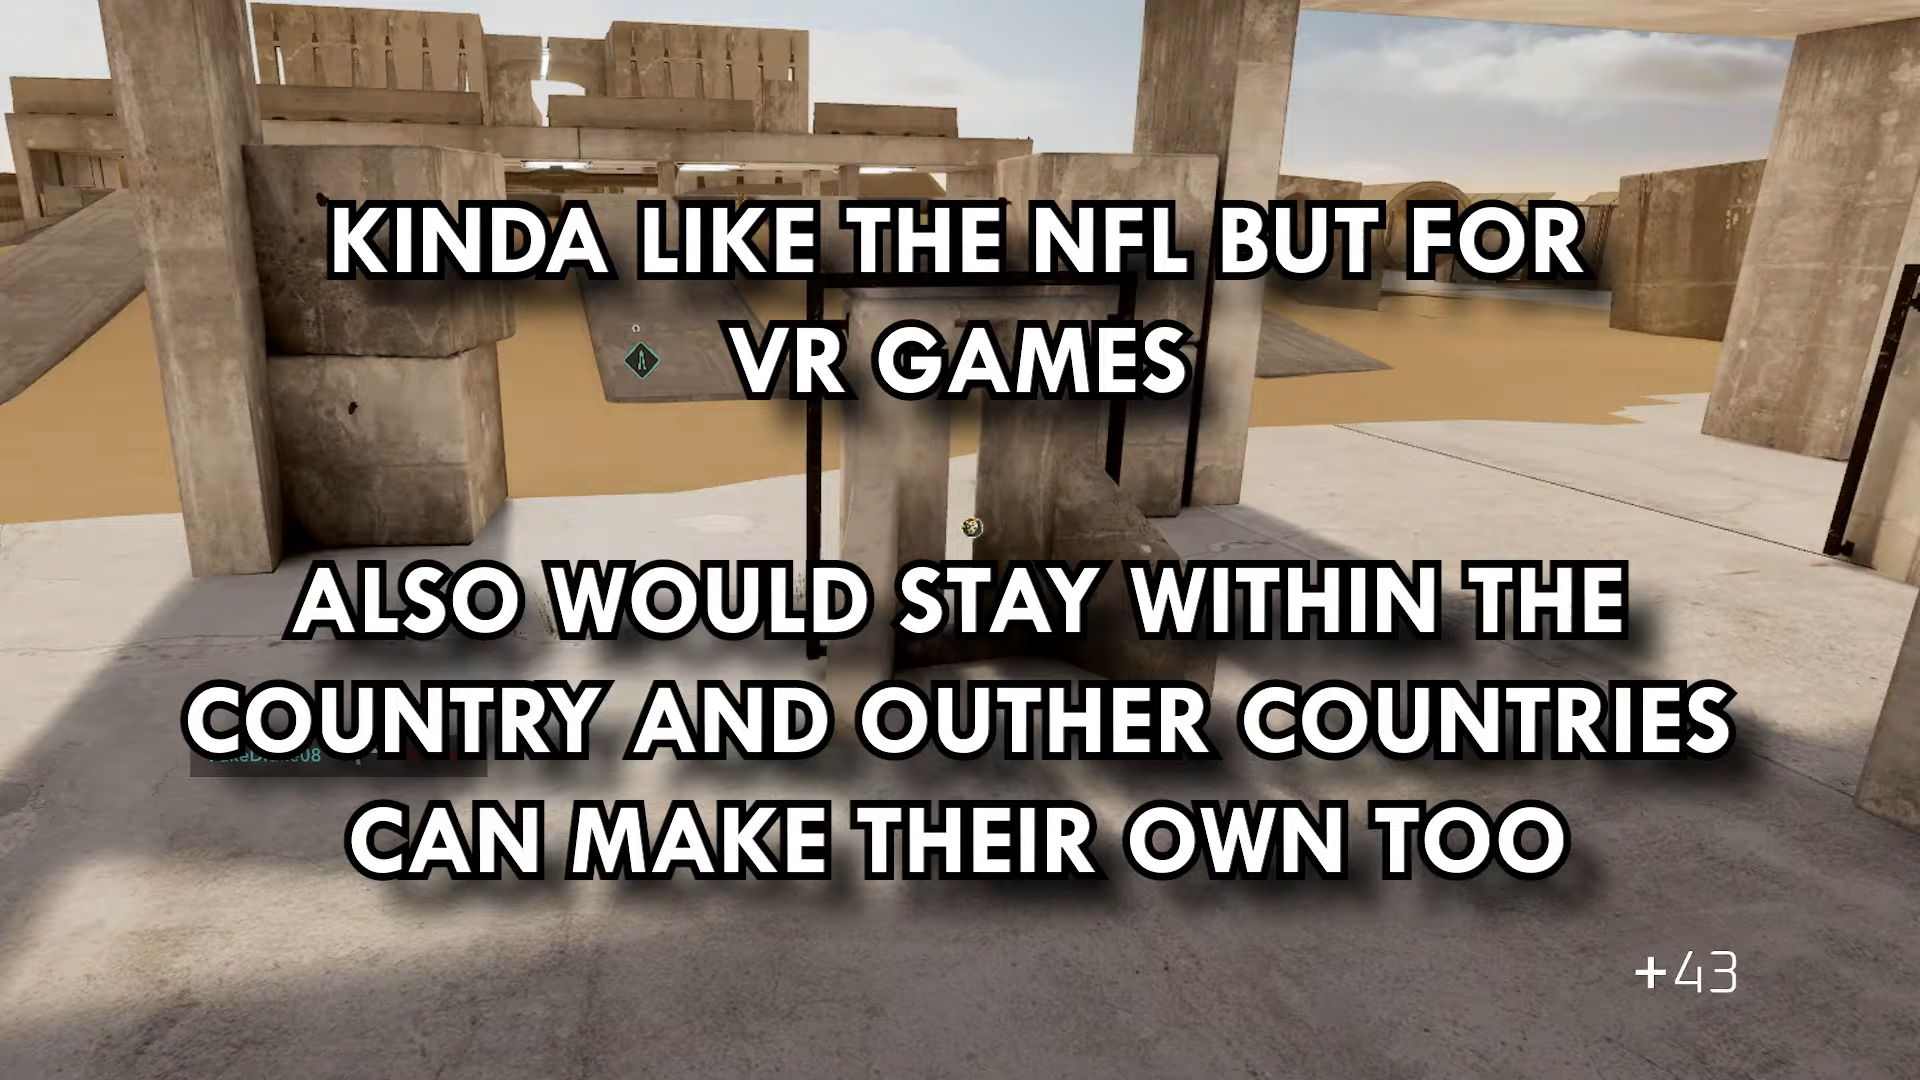 KINDA LIKE THE NFL BUT FOR
VR GAMES
ALSO WOULD STAY WITHIN THE
COUNTRY AND OUTHER COUNTRIES
CAN MAKE THEIR OWN TOO
+43